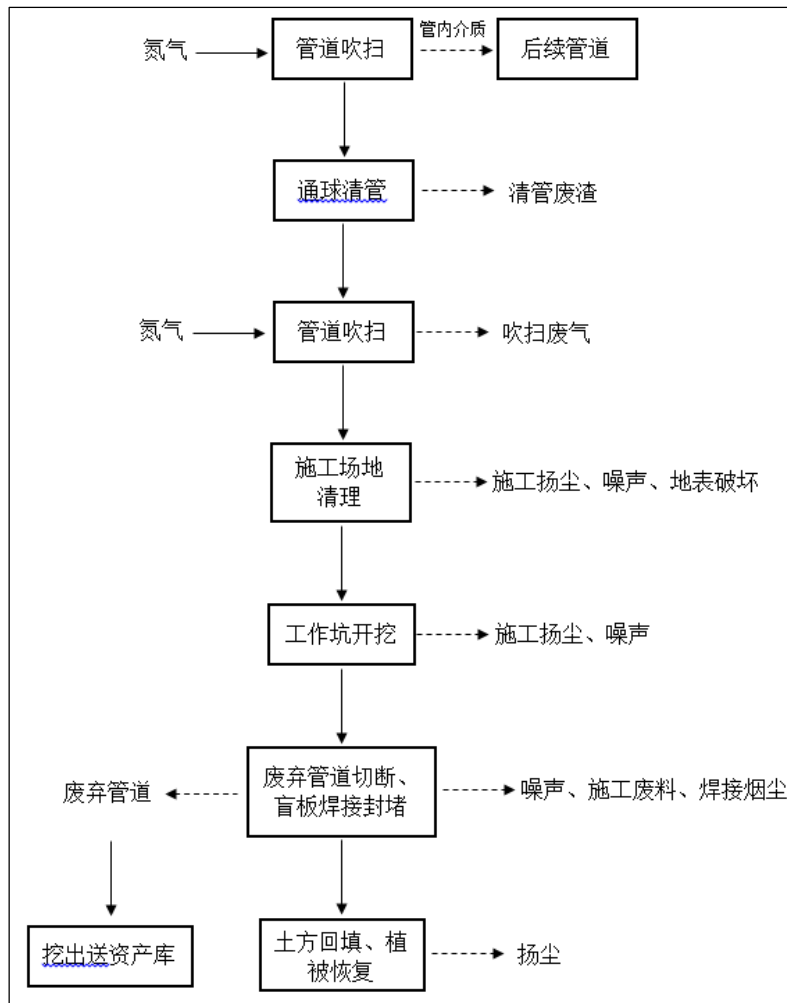 氮气
管道吹扫
管内介质
后续管道
通球清管
清管废渣
氮气
管道吹扫
吹扫废气
施工场地
清理
施工扬尘、噪声、地表破坏
工作坑开挖
施工扬尘、噪声
废弃管道
废弃管道切断、
盲板焊接封堵
噪声、施工废料、焊接烟尘
挖出送资产库
土方回填、植
被恢复
扬尘